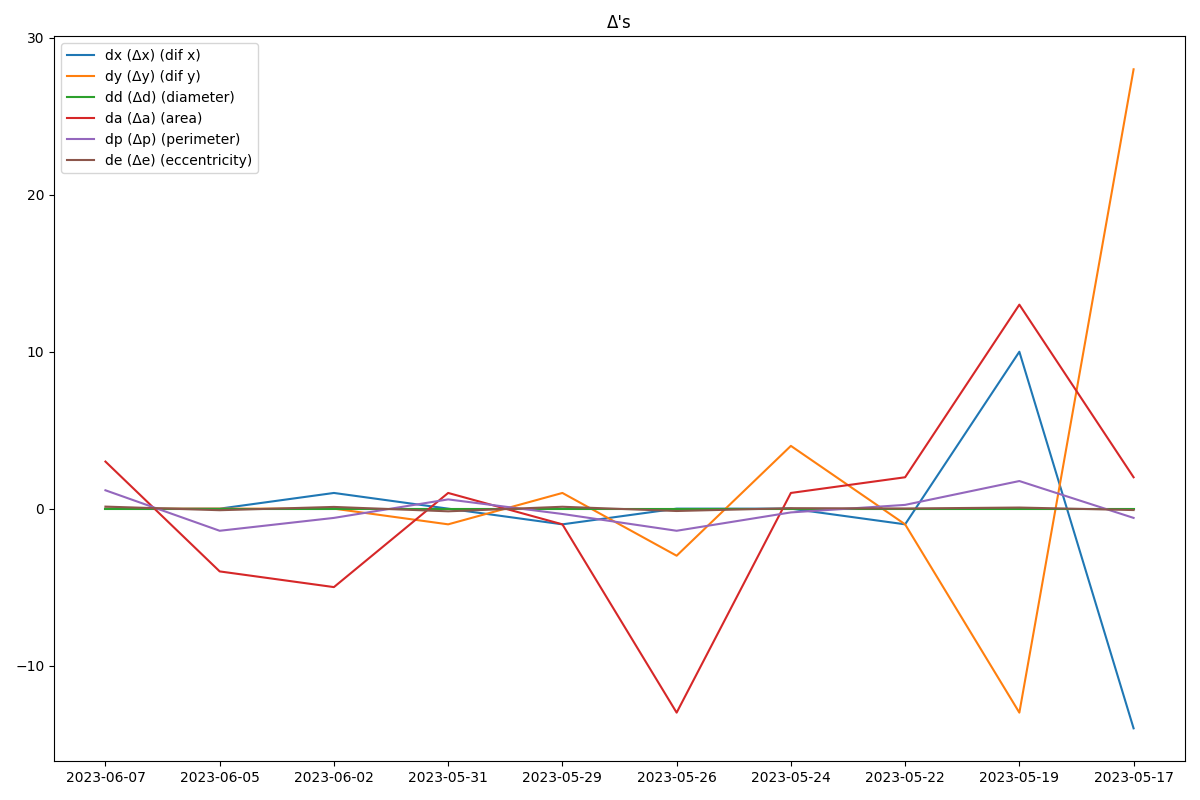 Δ's
30
20
10
0
−10
dx (Δx) (dif x)
dy (Δy) (dif y)
dd (Δd) (diameter)
da (Δa) (area)
dp (Δp) (perimeter)
de (Δe) (eccentricity)
2023-06-07 2023-06-05 2023-06-02 2023-05-31 2023-05-29 2023-05-26 2023-05-24 2023-05-22 2023-05-19 2023-05-17